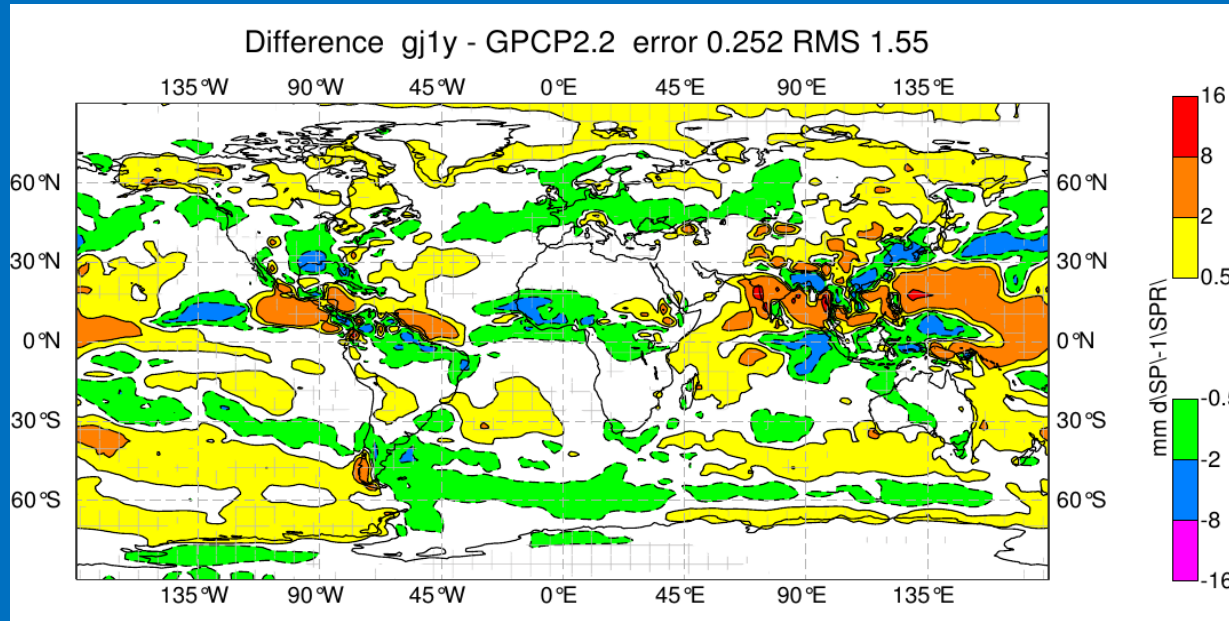 Difference gj1y - GPCP2.2 error 0.252 RMS 1.55
135°W 90°W 45°W 0°E 45°E 90°E 135°E
60°N 60°N
30°N 30°N
0°N 0°N
30°S 30°S
60°S 60°S
135°W 90°W 45°W 0°E 45°E 90°E 135°E
16
8
2
0.5
-0.5
-2
-8
-16
mm d\SP\-1\SPR\